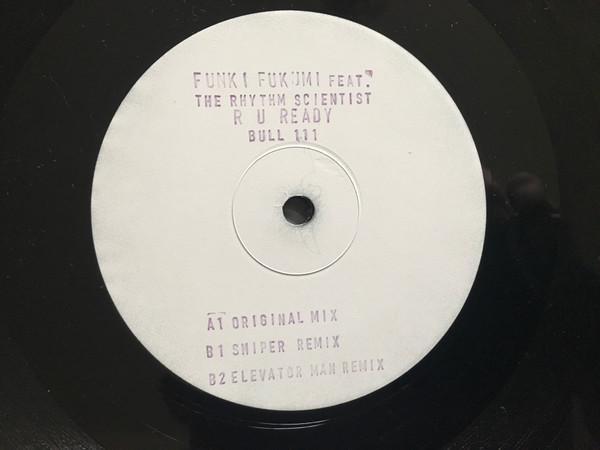 FUNKI FUKUMI FEAT.
THE RHYTHM SCIENTIST
R U READY
BULL 111
A1 ORIGINAL MIX
B1 SNIPER REMIX
B2 ELEVATOR MAN REMIX